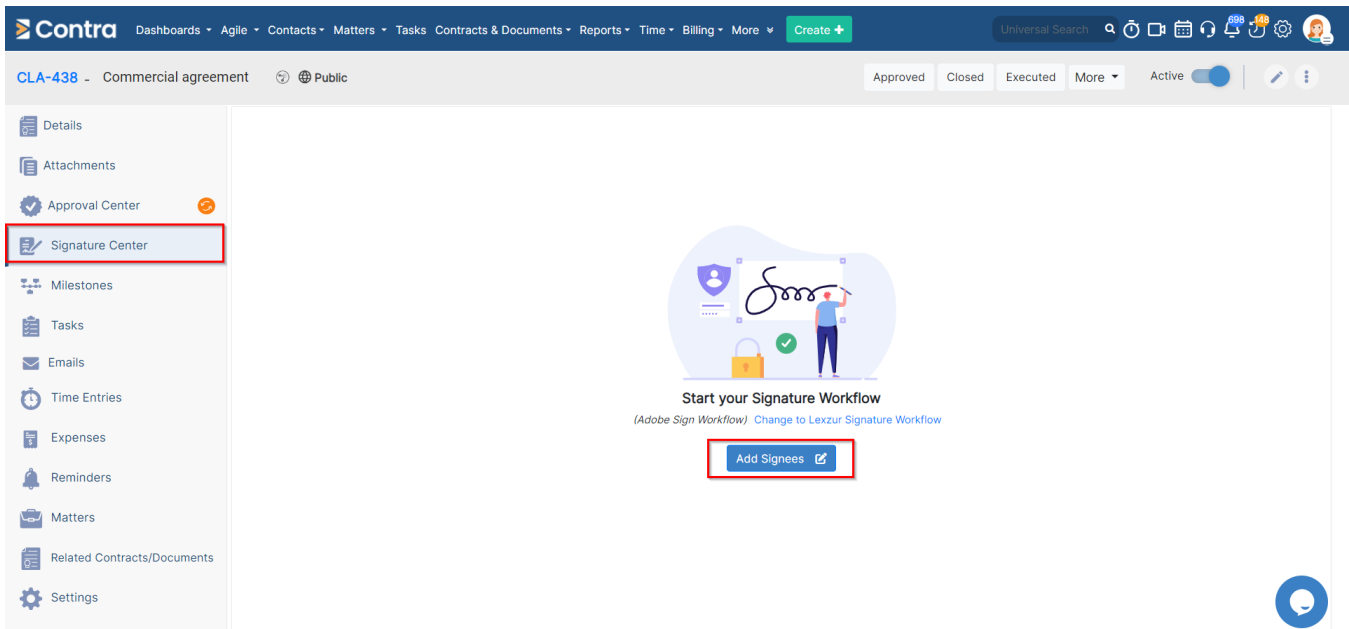 Contra Dashboards Agile Contacts Matters Tasks Contracts & Documents Reports Time Billing More Create + Universal Search 698 148
CLA-438 - Commercial agreement Public Approved Closed Executed More Active
Details
Attachments
Approval Center
Signature Center
Milestones
Tasks
Emails
Time Entries
Expenses
Reminders
Matters
Related Contracts/Documents
Settings
Start your Signature Workflow
(Adobe Sign Workflow) Change to Lexzur Signature Workflow
Add Signees